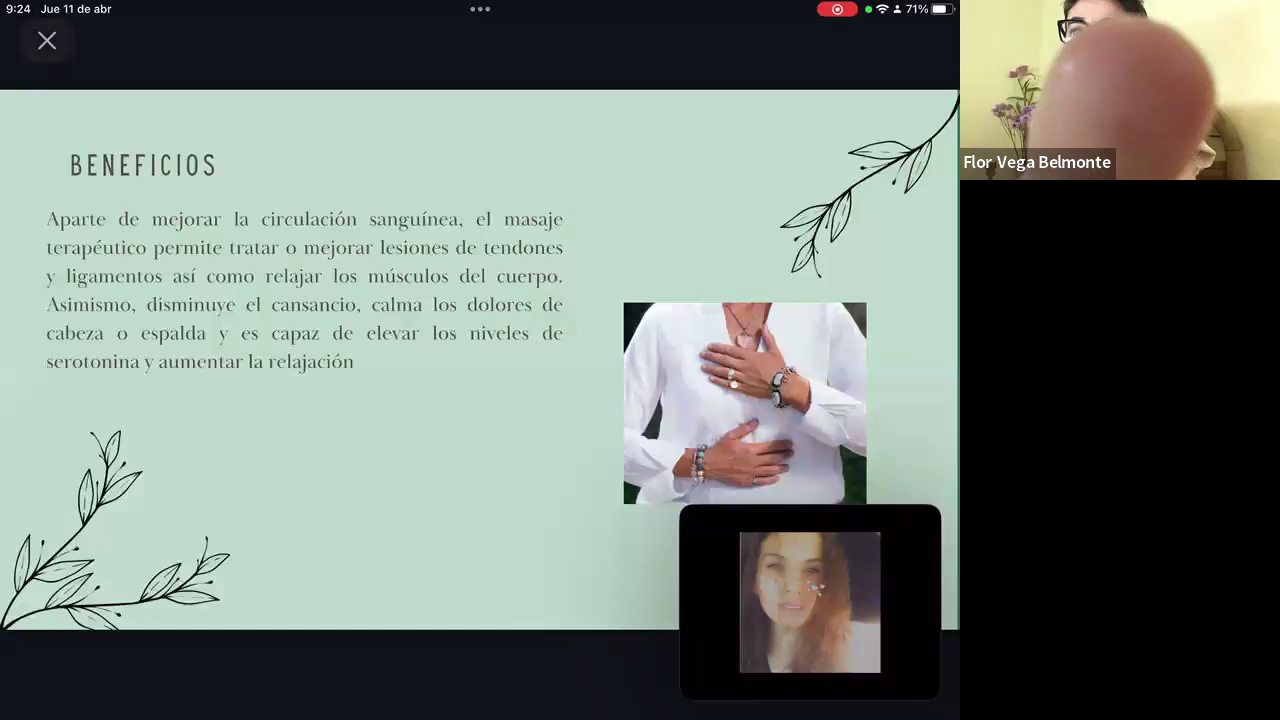 9:24 Jue 11 de abr
71%
BENEFICIOS
Aparte de mejorar la circulación sanguínea, el masaje
terapéutico permite tratar o mejorar lesiones de tendones
y ligamentos así como relajar los músculos del cuerpo.
Asimísmo, disminuye el cansancio, calma los dolores de
cabeza o espalda y es capaz de elevar los niveles de
serotonina y aumentar la relajación
Flor Vega Belmonte